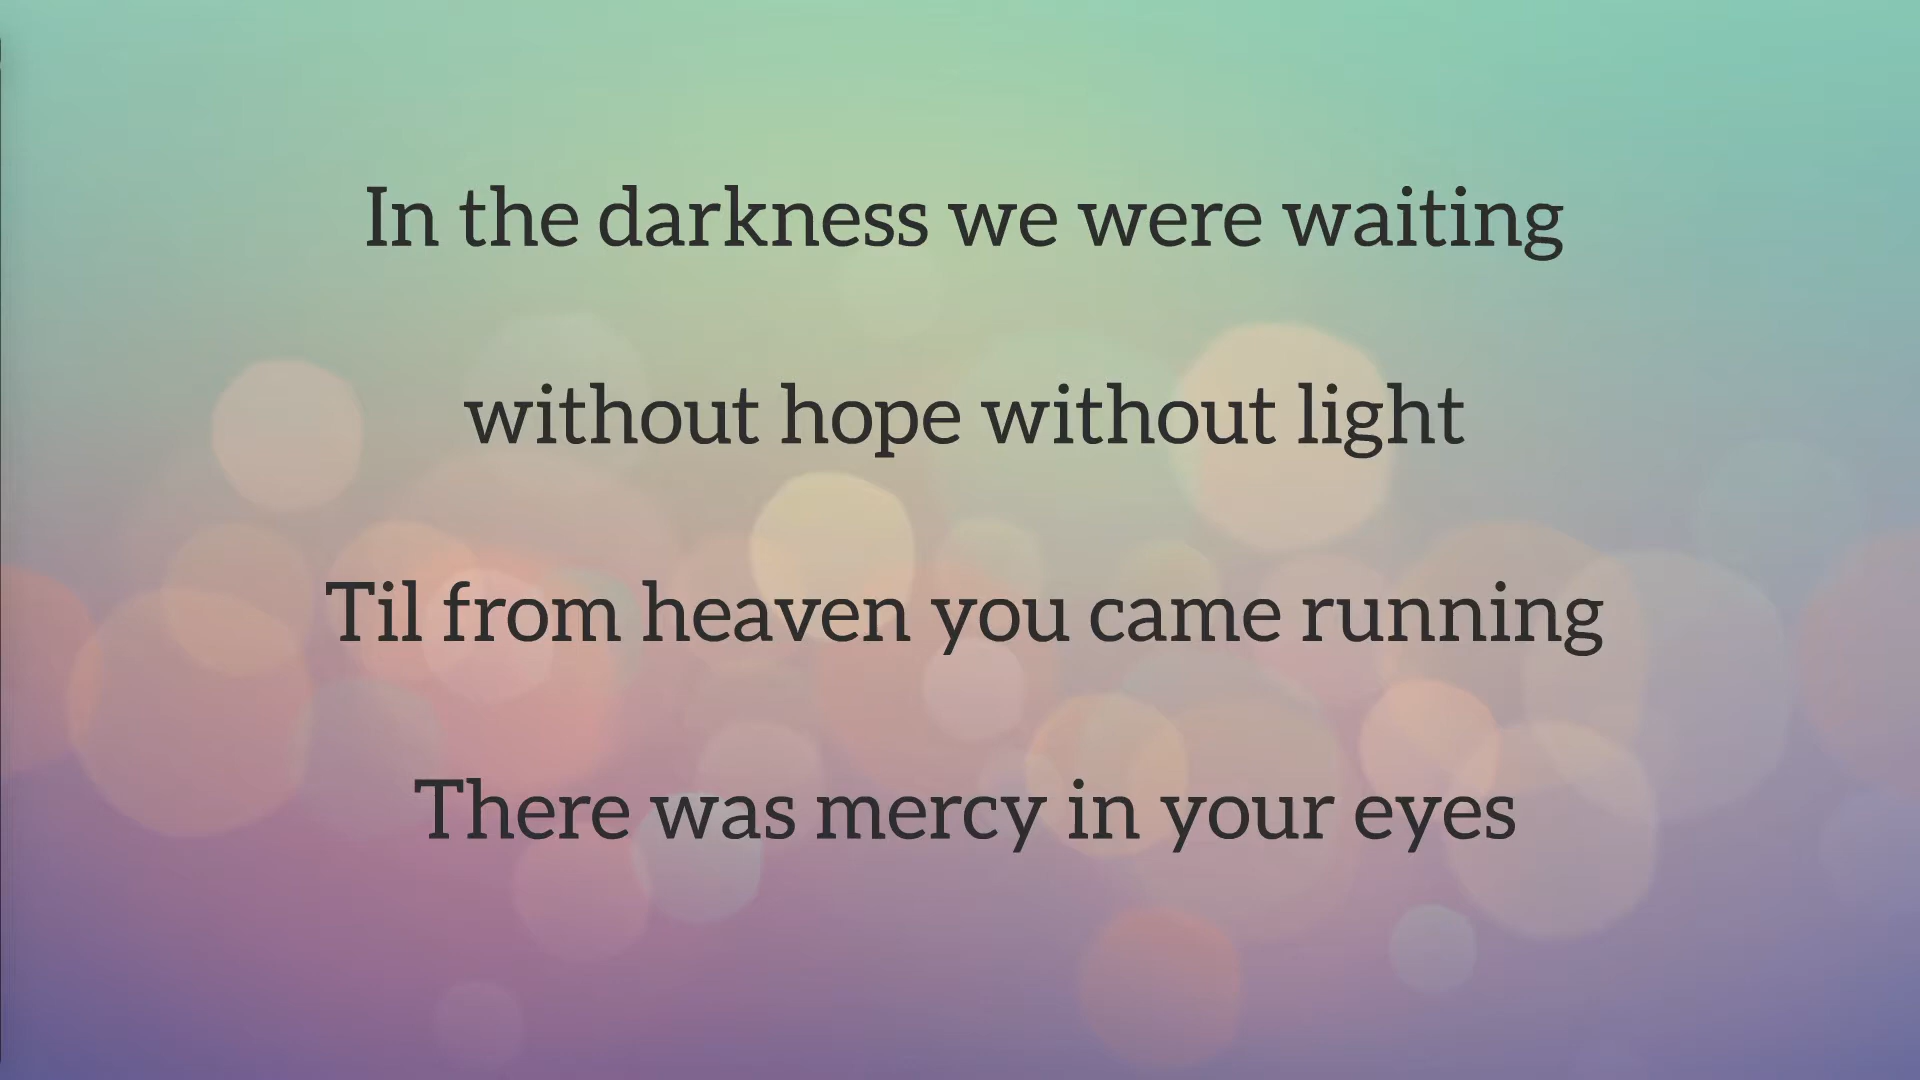 In the darkness we were waiting
without hope without light
Til from heaven you came running
There was mercy in your eyes